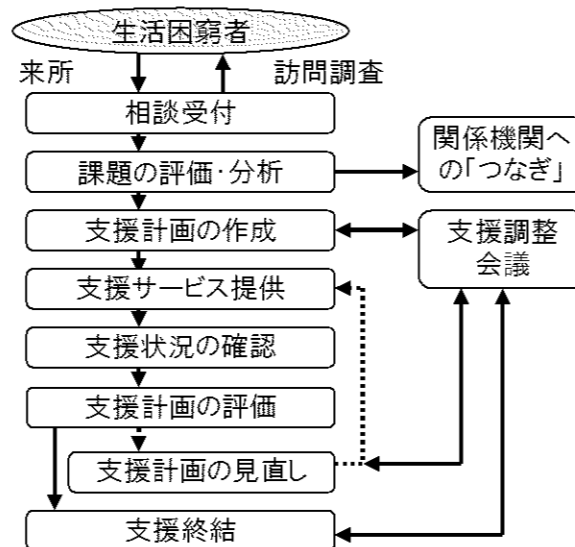 生活困窮者
来所
訪問調査
相談受付
課題の評価･分析
関係機関へ
の｢つなぎ｣
支援計画の作成
支援調整
会議
支援サービス提供
支援状況の確認
支援計画の評価
支援計画の見直し
支援終結